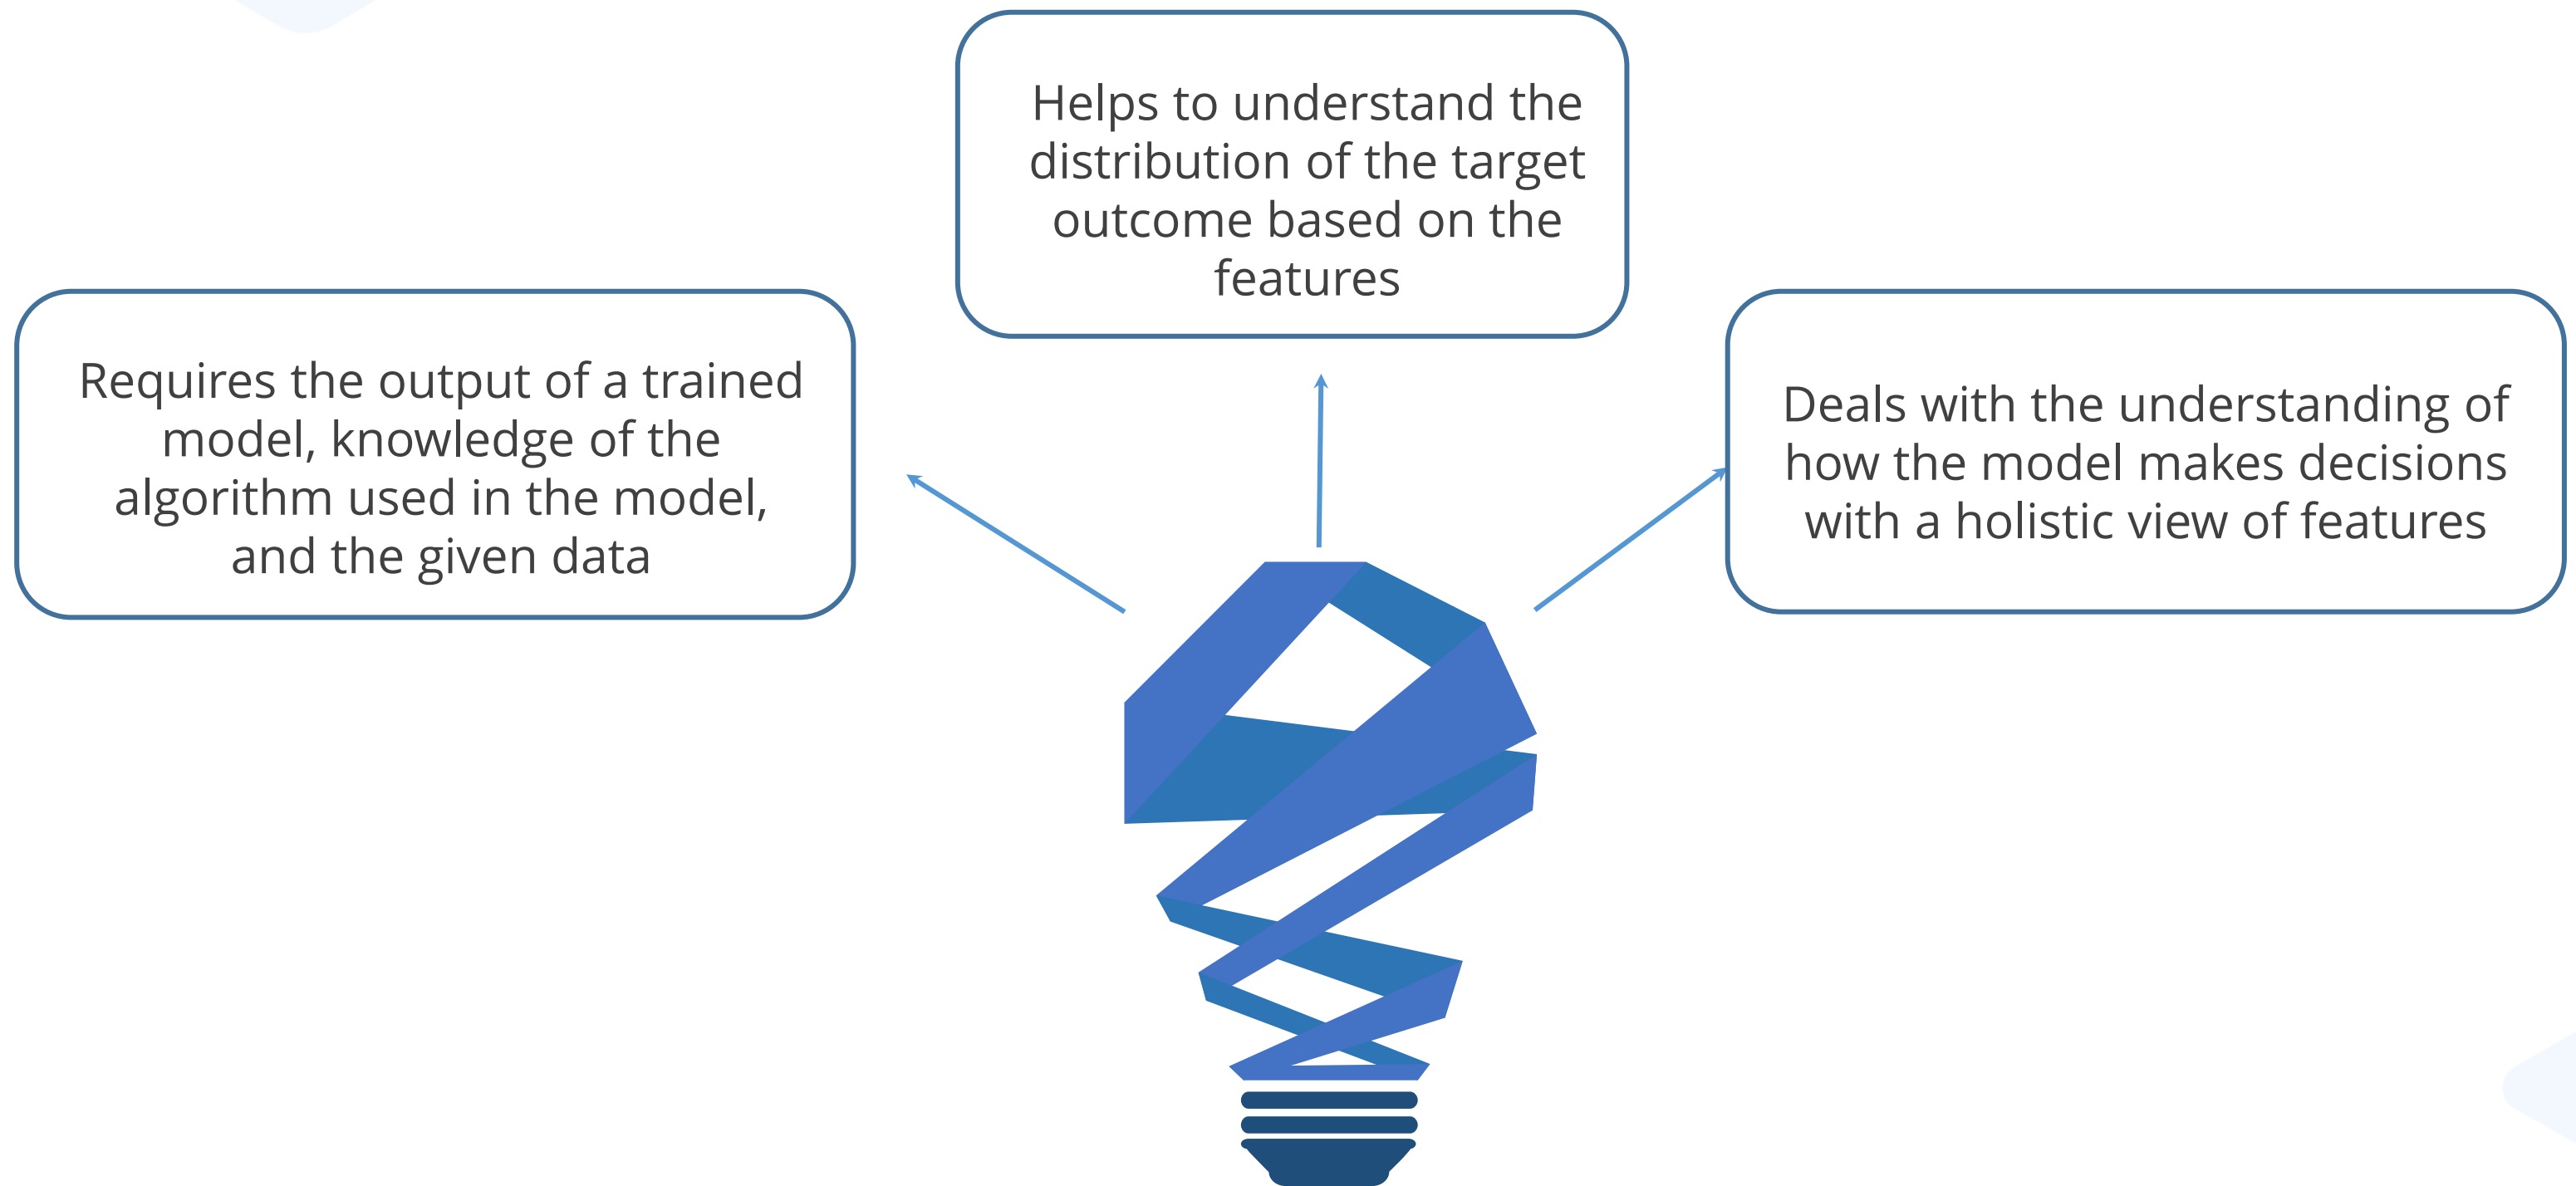 Helps to understand the
distribution of the target
outcome based on the
features
Requires the output of a trained
model, knowledge of the
algorithm used in the model,
and the given data
Deals with the understanding of
how the model makes decisions
with a holistic view of features